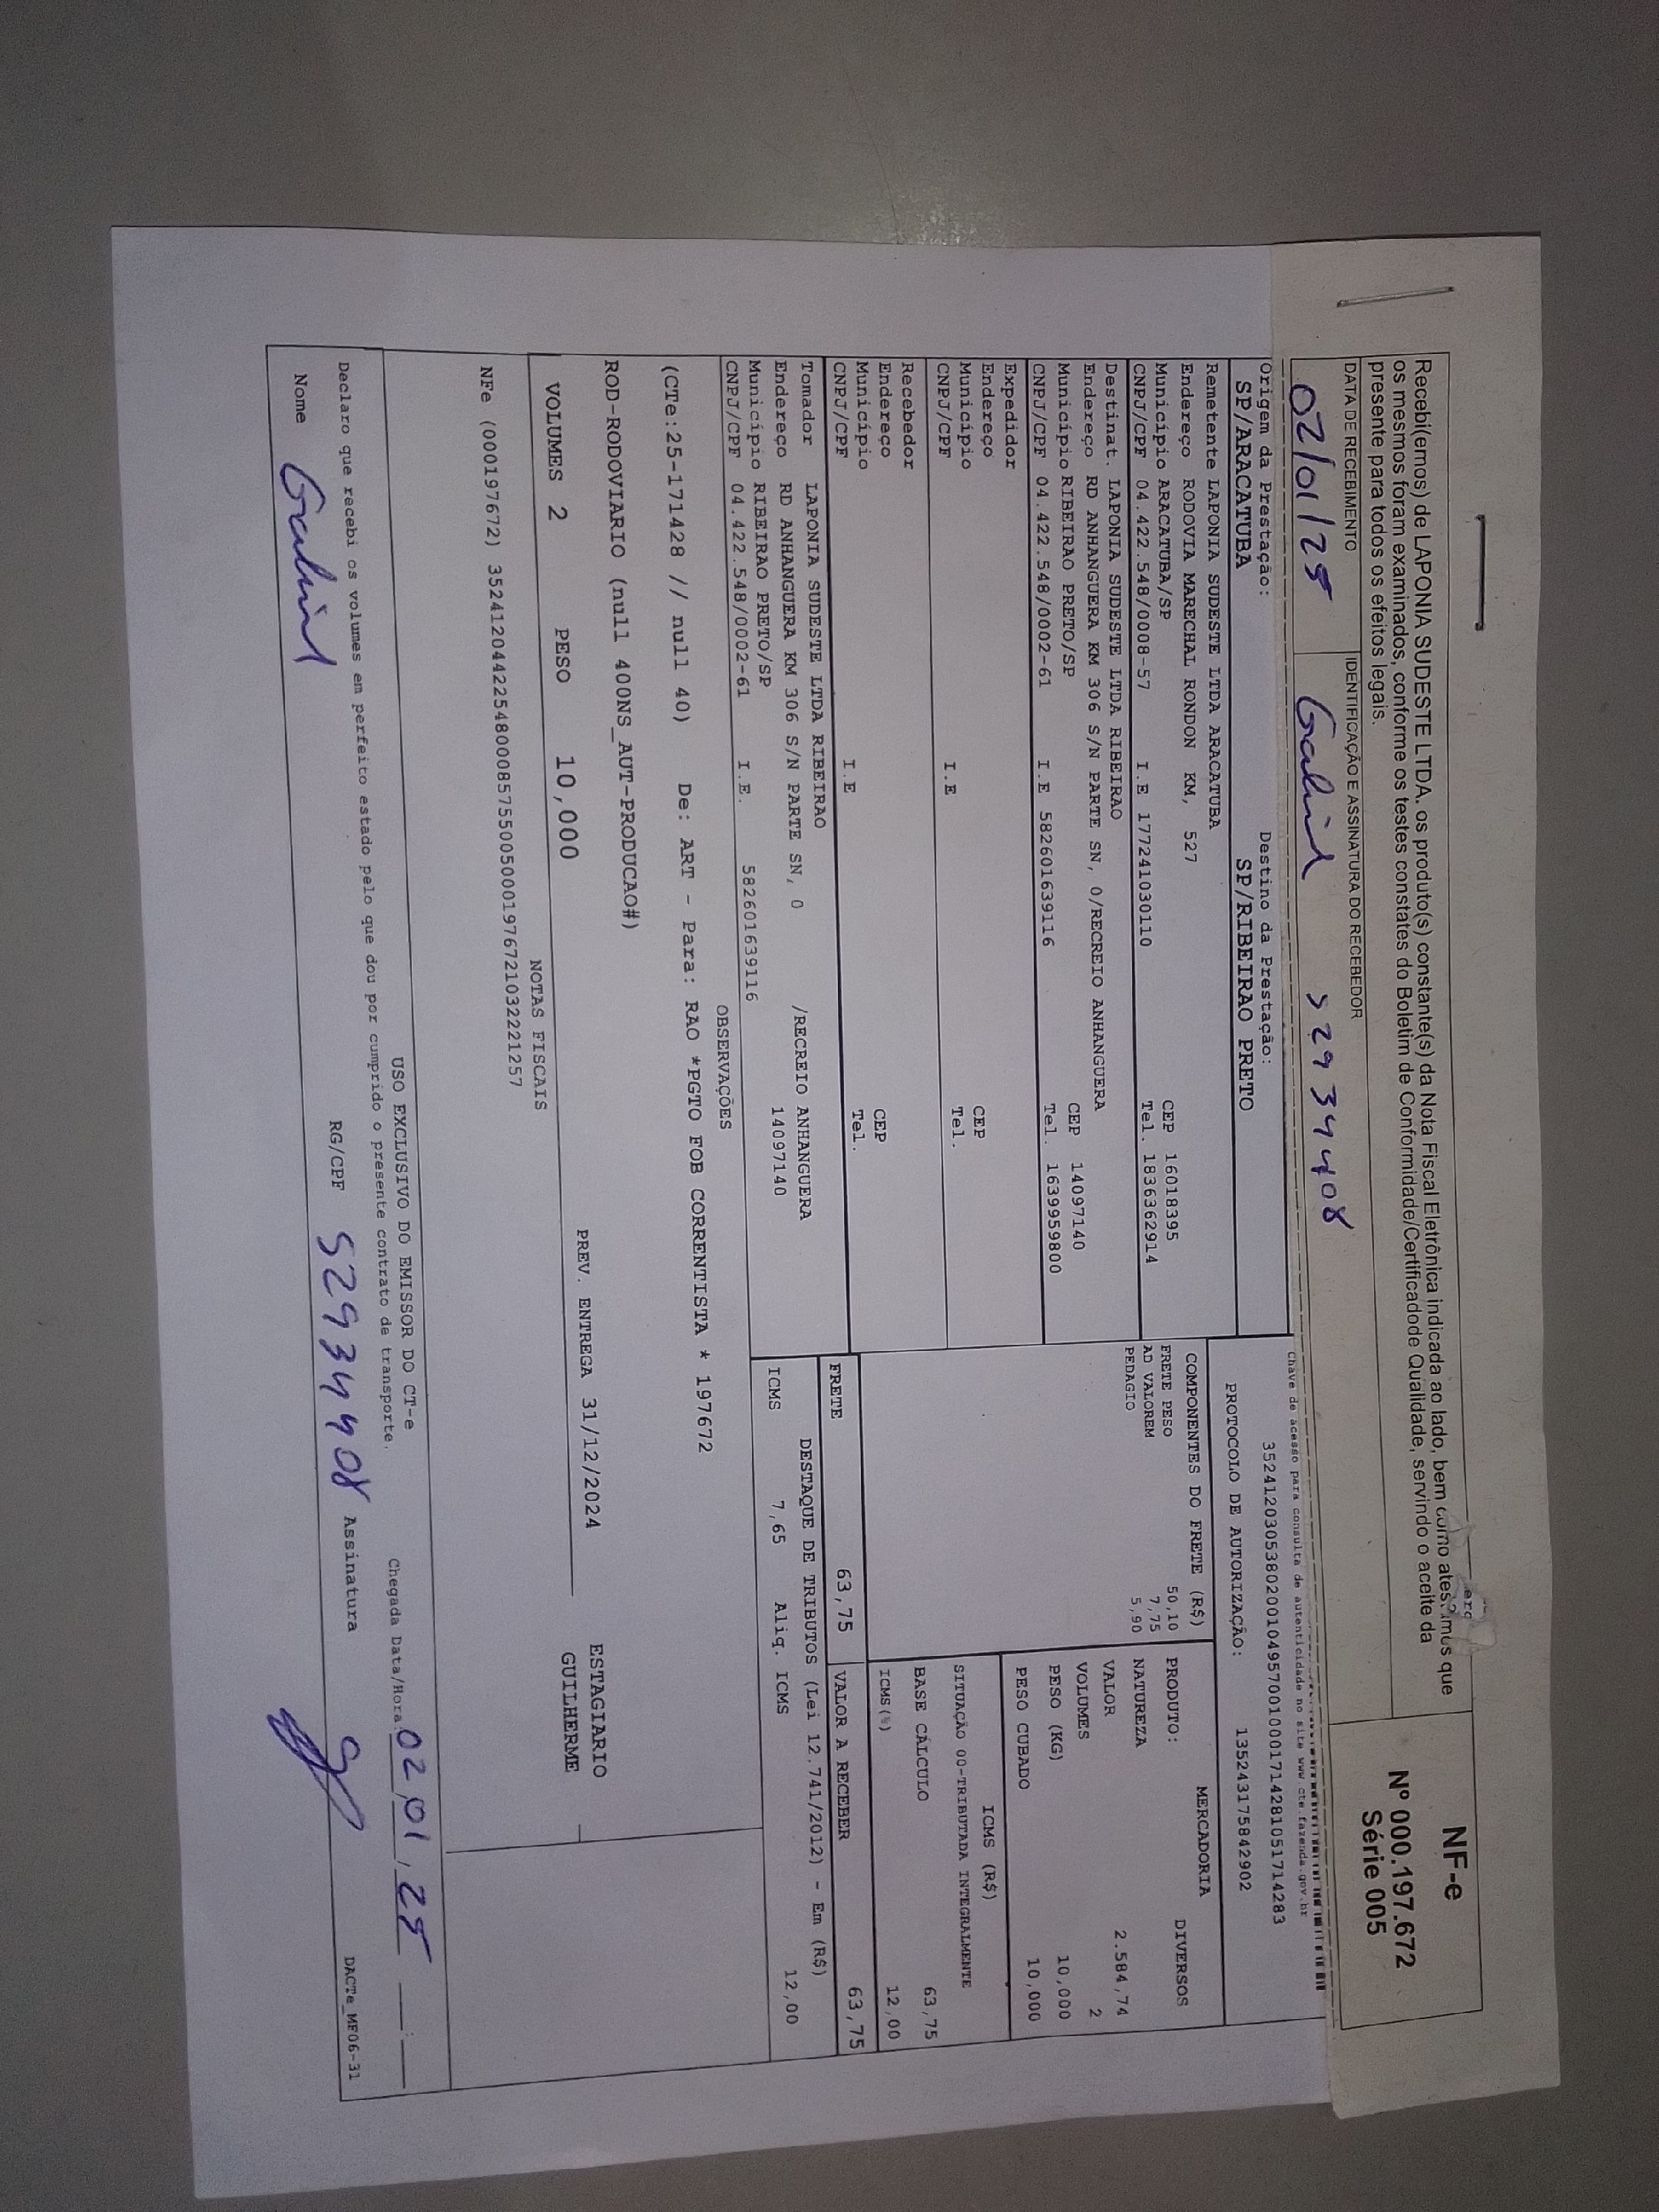 Recebi(emos) de LAPONIA SUDESTE LTDA. os produto(s) constante(s) da Nota Fiscal Eletrônica indicada ao lado, bem como atestamos que
os mesmos foram examinados, conforme os testes constates do Boletim de Conformidade/Certificadode Qualidade, servindo o aceite da
presente para todos os efeitos legais.
NF-e
Nº 000.197.672
Série 005
DATA DE RECEBIMENTO
IDENTIFICAÇÃO E ASSINATURA DO RECEBEDOR
02/01/25 Gabriel 52934408
Chave de acesso para consulta de autenticidade no site www.cte.fazenda.gov.br
35241203053802001049570010001714281051714283
PROTOCOLO DE AUTORIZAÇÃO: 135243175842902
Origem da Prestação:
SP/ARACATUBA
Destino da Prestação:
SP/RIBEIRAO PRETO
Remetente LAPONIA SUDESTE LTDA ARACATUBA
Endereço RODOVIA MARECHAL RONDON KM, 527
Município ARACATUBA/SP CEP 16018395
CNPJ/CPF 04.422.548/0008-57 I.E 177241030110 Tel. 1836362914
Destinat. LAPONIA SUDESTE LTDA RIBEIRAO
Endereço RD ANHANGUERA KM 306 S/N PARTE SN, 0/RECREIO ANHANGUERA
Município RIBEIRAO PRETO/SP CEP 14097140
CNPJ/CPF 04.422.548/0002-61 I.E 582601639116 Tel. 1639959800
Expedidor
Endereço
Município CEP
CNPJ/CPF I.E Tel.
Recebedor
Endereço
Município CEP
CNPJ/CPF I.E Tel.
Tomador LAPONIA SUDESTE LTDA RIBEIRAO
Endereço RD ANHANGUERA KM 306 S/N PARTE SN, 0 /RECREIO ANHANGUERA
Município RIBEIRAO PRETO/SP 14097140
CNPJ/CPF 04.422.548/0002-61 I.E. 582601639116
COMPONENTES DO FRETE (R$)
FRETE PESO 50,10
AD VALOREM 7,75
PEDAGIO 5,90
MERCADORIA
PRODUTO: DIVERSOS
NATUREZA
VALOR 2.584,74
VOLUMES 2
PESO (KG) 10,000
PESO CUBADO 10,000
ICMS (R$)
SITUAÇÃO 00-TRIBUTADA INTEGRALMENTE
BASE CÁLCULO 63,75
ICMS(%) 12,00
FRETE 63,75 VALOR A RECEBER 63,75
DESTAQUE DE TRIBUTOS (Lei 12.741/2012) - Em (R$)
ICMS 7,65 Aliq. ICMS 12,00
OBSERVAÇÕES
(CTe:25-171428 // null 40) De: ART - Para: RAO *PGTO FOB CORRENTISTA * 197672
ROD-RODOVIARIO (null 400NS_AUT-PRODUCAO#)
ESTAGIARIO
GUILHERME
VOLUMES 2 PESO 10,000 PREV. ENTREGA 31/12/2024
NOTAS FISCAIS
NFe (000197672) 35241204422548000857550050001976721032221257
USO EXCLUSIVO DO EMISSOR DO CT-e
Declaro que recebi os volumes em perfeito estado pelo que dou por cumprido o presente contrato de transporte.
Chegada Data/Hora: 02/01/25
Nome Gabriel RG/CPF 52934408 Assinatura
DACTe_MF06-31